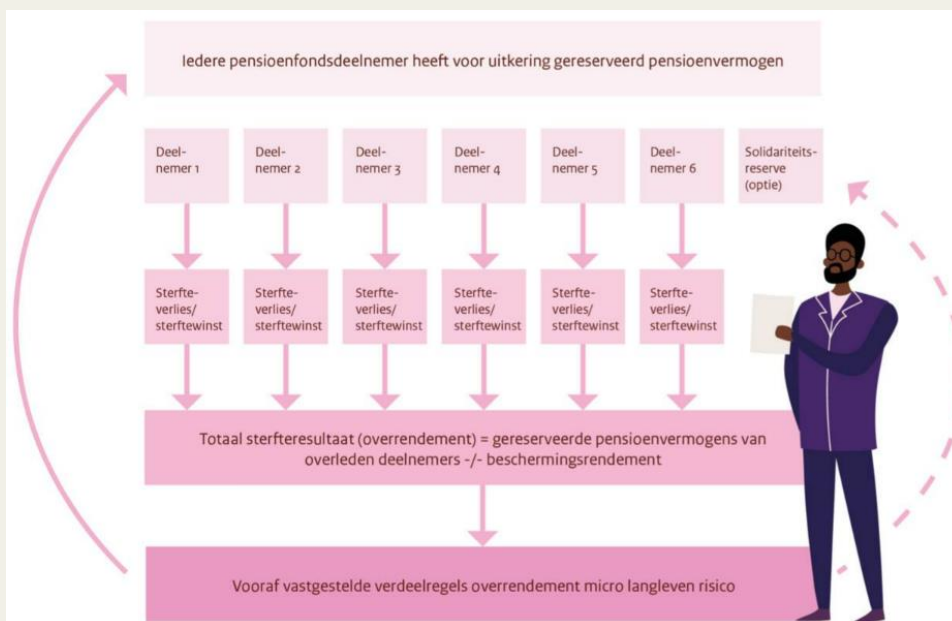 Iedere pensioenfondsdeelnemer heeft voor uitkering gereserveerd pensioenvermogen
Deel-
nemer 1
Deel-
nemer 2
Deel-
nemer 3
Deel-
nemer 4
Deel-
nemer 5
Deel-
nemer 6
Solidariteits-
reserve
(optie)
Sterfte-
verlies/
sterftewinst
Sterfte-
verlies/
sterftewinst
Sterfte-
verlies/
sterftewinst
Sterfte-
verlies/
sterftewinst
Sterfte-
verlies/
sterftewinst
Sterfte-
verlies/
sterftewinst
Totaal sterfteresultaat (overrendement) = gereserveerde pensioenvermogens van
overleden deelnemers -/- beschermingsrendement
Vooraf vastgestelde verdeelregels overrendement micro langleven risico